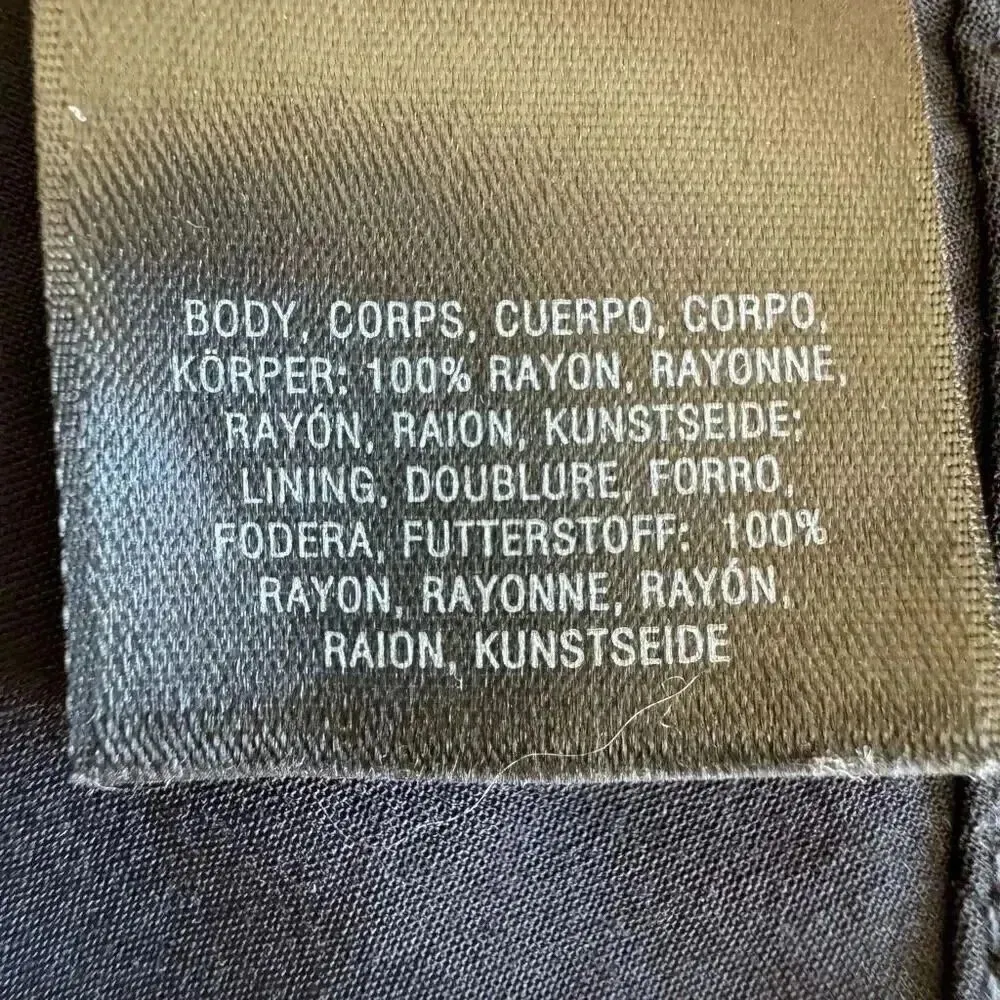 BODY, CORPS, CUERPO, CORPO,
KÖRPER: 100% RAYON, RAYONNE,
RAYÓN, RAION, KUNSTSEIDE;
LINING, DOUBLURE, FORRO,
FODERA, FUTTERSTOFF: 100%
RAYON, RAYONNE, RAYÓN,
RAION, KUNSTSEIDE